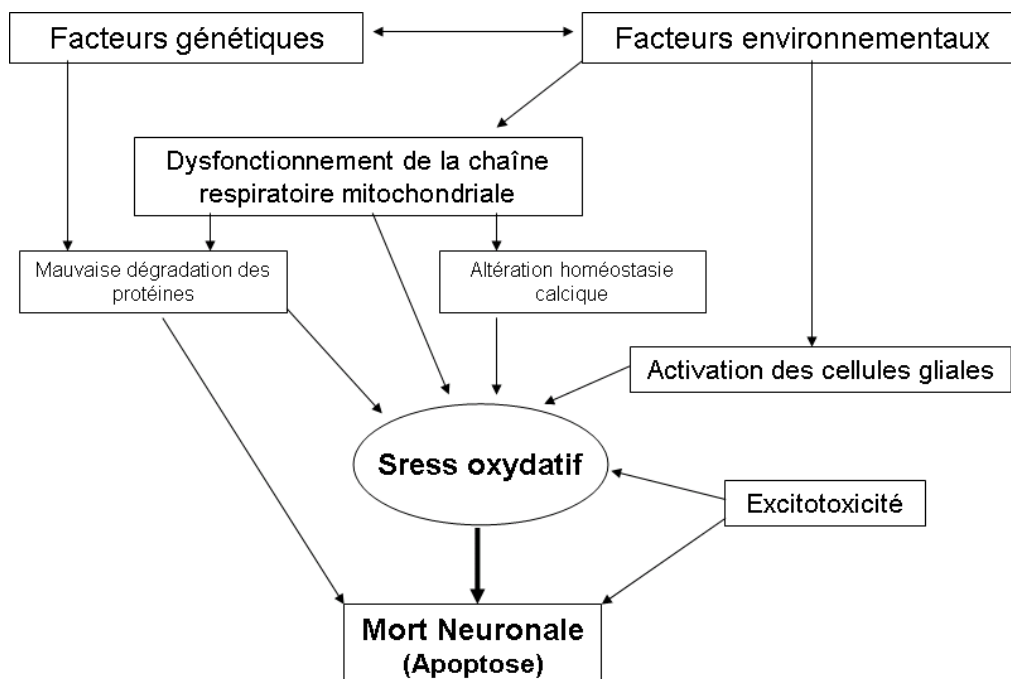 Facteurs génétiques
Facteurs environnementaux
Dysfonctionnement de la chaîne
respiratoire mitochondriale
Mauvaise dégradation des
protéines
Altération homéostasie
calcique
Activation des cellules gliales
Sress oxydatif
Excitotoxicité
Mort Neuronale
(Apoptose)